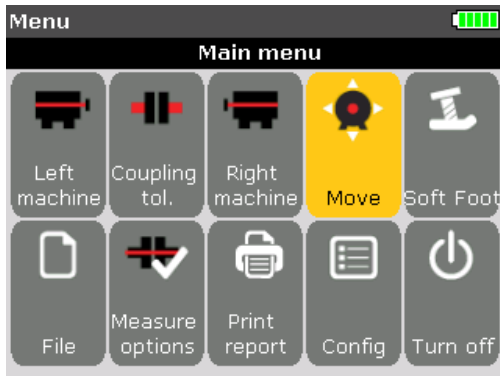 Menu
Main menu
Left
machine
Coupling
tol.
Right
machine
Move
Soft Foot
File
Measure
options
Print
report
Config
Turn off